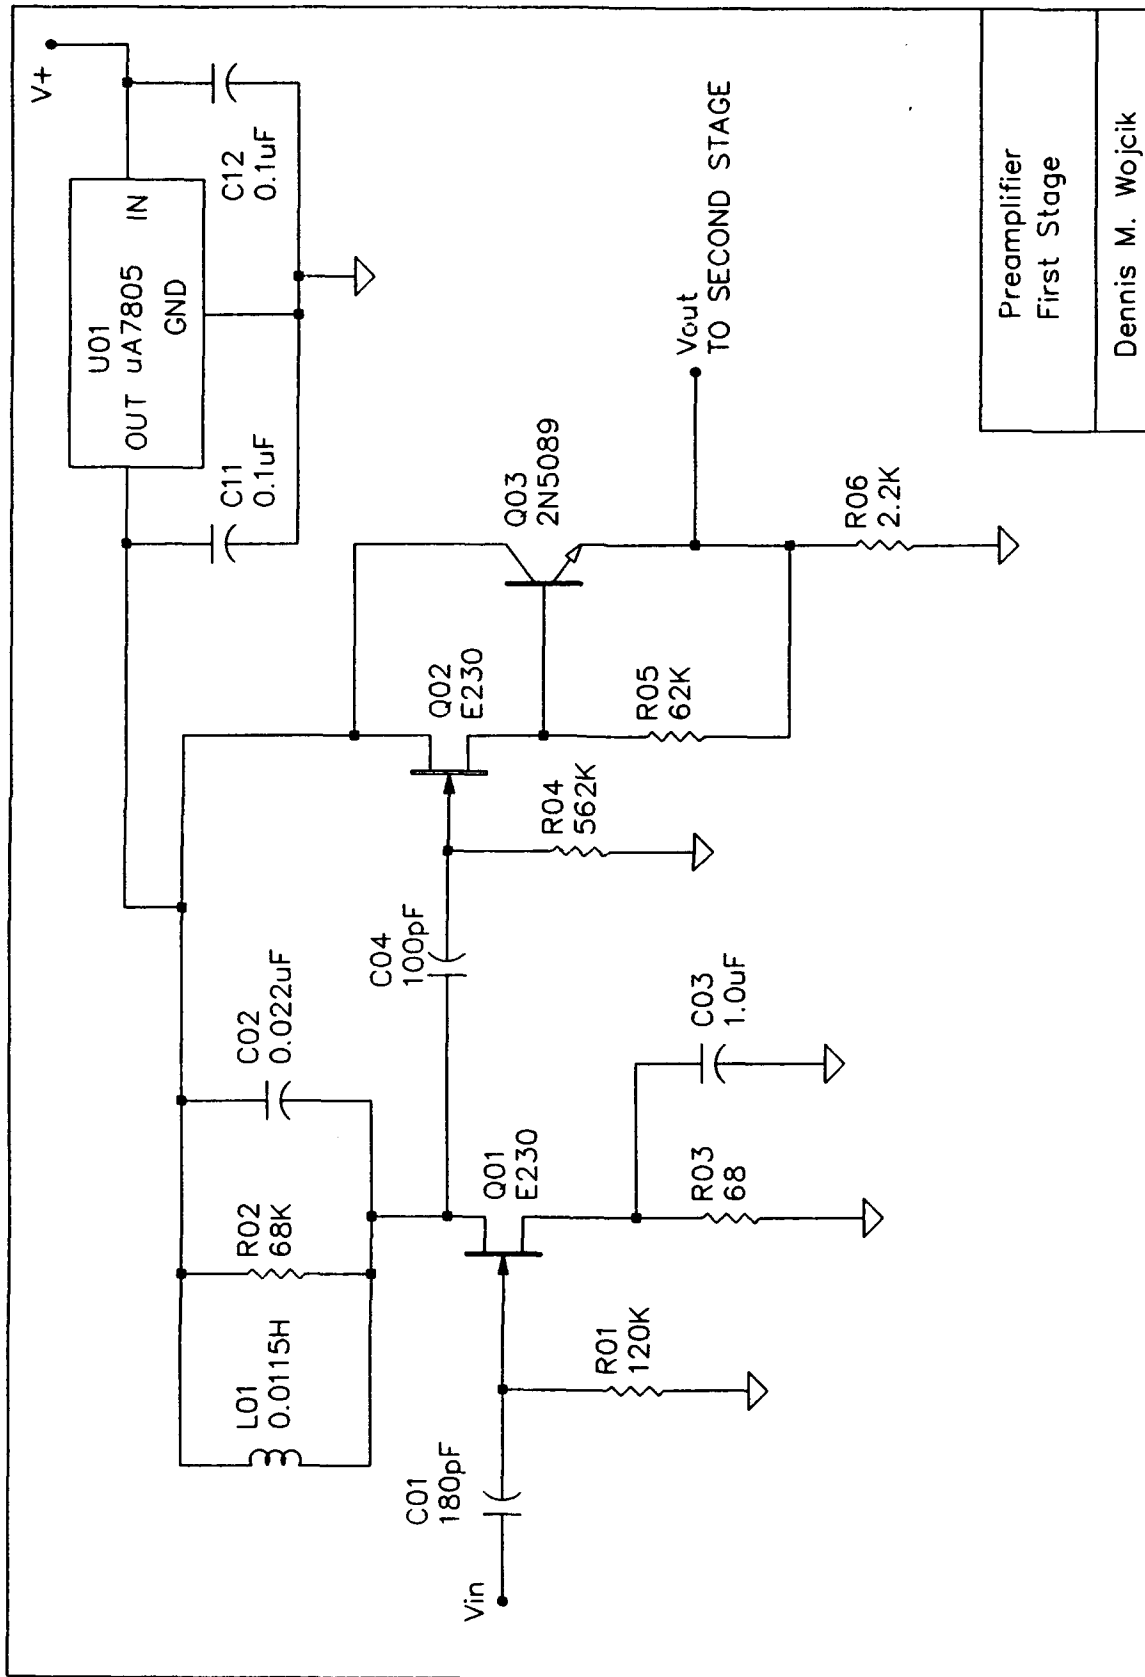 V+
U01
OUT uA7805 IN
GND
C11
0.1uF
C12
0.1uF
L01
0.0115H
R02
68K
C02
0.022uF
C04
100pF
Q02
E230
Q03
2N5089
C01
180pF
Vin
Q01
E230
R01
120K
R03
68
C03
1.0uF
R04
562K
R05
62K
Vout
TO SECOND STAGE
R06
2.2K
Preamplifier
First Stage
Dennis M. Wojcik